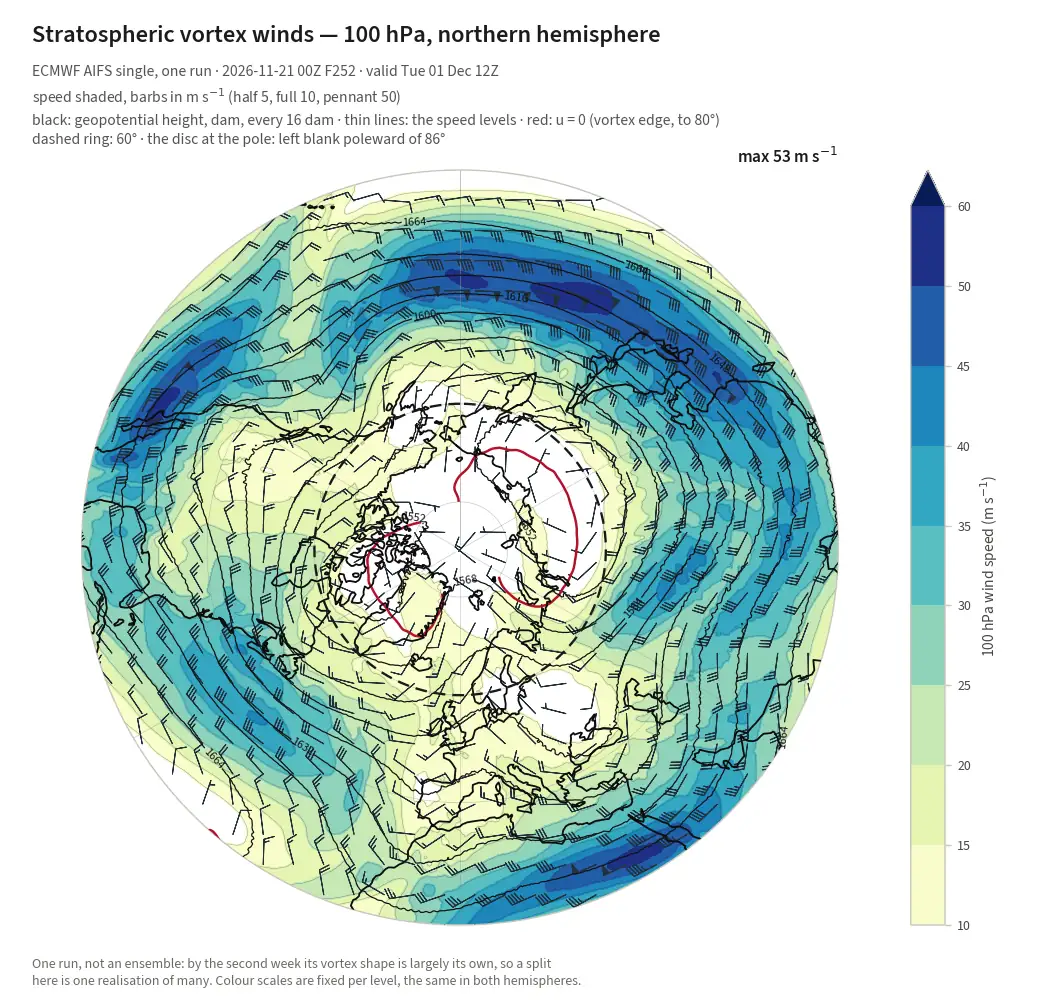 Stratospheric vortex winds — 100 hPa, northern hemisphere
ECMWF AIFS single, one run · 2026-11-21 00Z F252 · valid Tue 01 Dec 12Z
speed shaded, barbs in m s⁻¹ (half 5, full 10, pennant 50)
black: geopotential height, dam, every 16 dam · thin lines: the speed levels · red: u = 0 (vortex edge, to 80°)
dashed ring: 60° · the disc at the pole: left blank poleward of 86°
max 53 m s⁻¹
1664
1616
1600
1648
1568
1664
1664
60
50
45
40
35
30
25
20
15
10
100 hPa wind speed (m s⁻¹)
One run, not an ensemble: by the second week its vortex shape is largely its own, so a split
here is one realisation of many. Colour scales are fixed per level, the same in both hemispheres.